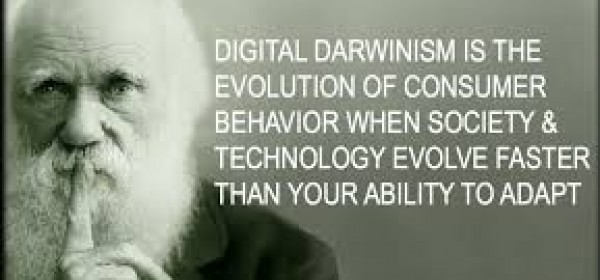 DIGITAL DARWINISM IS THE
EVOLUTION OF CONSUMER
BEHAVIOR WHEN SOCIETY &
TECHNOLOGY EVOLVE FASTER
THAN YOUR ABILITY TO ADAPT